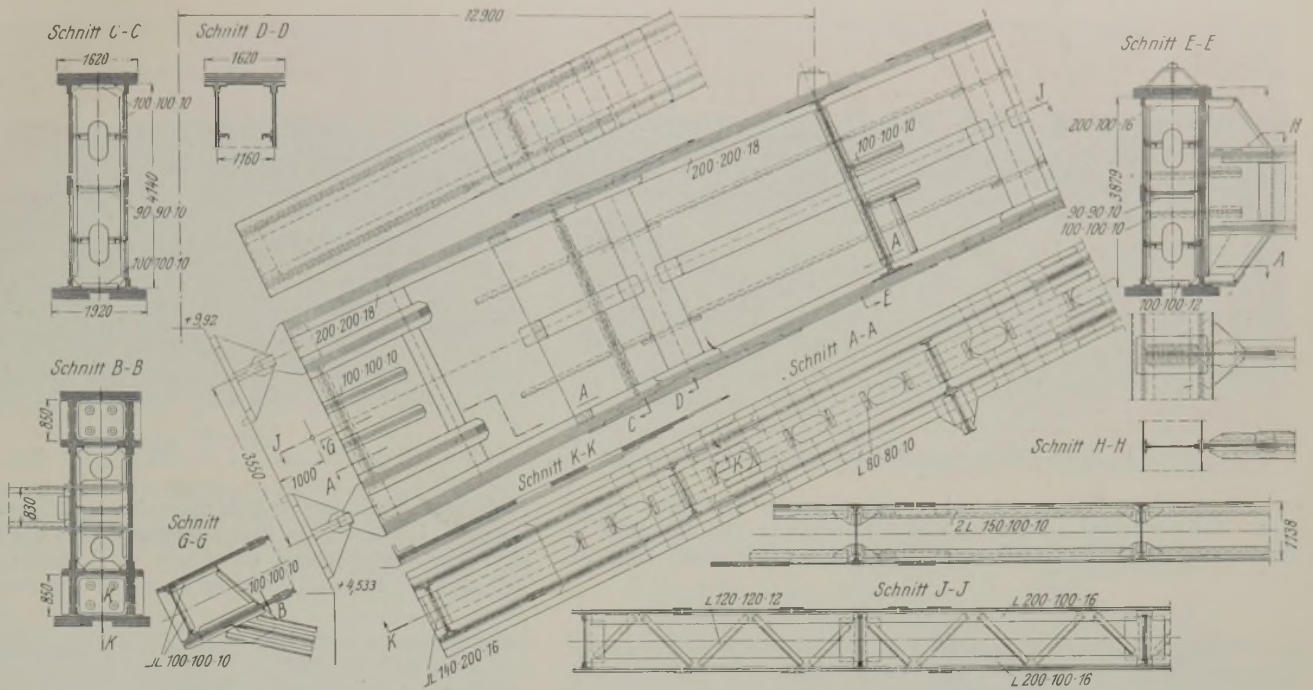 12.900
Schnitt C-C
1620
100·100·10
4140
90·90·10
100·100·10
1920
Schnitt D-D
1620
1160
Schnitt E-E
200·100·16
3879
90·90·10
100·100·10
100·100·12
H
A
J
200·200·18
100·100·10
A
E
+9,92
200·200·18
100·100·10
A
C
D
J
G
1000
A
3550
+4,533
Schnitt B-B
850
830
850
K
K
Schnitt G-G
100·100·10
B
JL 100·100·10
Schnitt A-A
Schnitt K-K
K
L 80·80·10
K
JL 140·200·16
Schnitt H-H
2 L 150·100·10
1138
Schnitt J-J
L 120·120·12
L 200·100·16
L 200·100·16